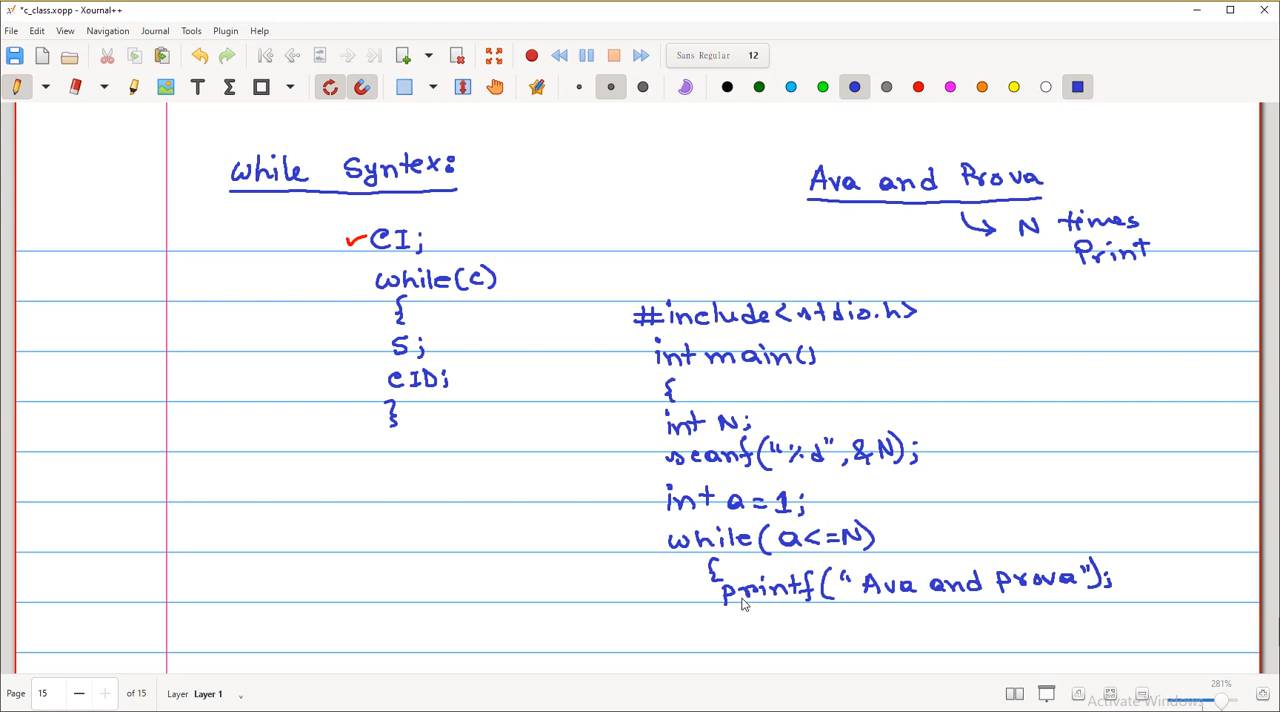 *c_class.xopp - Xournal++
File Edit View Navigation Journal Tools Plugin Help
Sans Regular 12
while Syntex:
CI;
while(c)
{
S;
CID;
}
Ava and Prova
N times
Print
#include<stdio.h>
int main()
{
int N;
scanf("%d",&N);
int a=1;
while(a<=N)
{printf("Ava and prova");
Page 15 of 15 Layer Layer 1
281%
Activate Windows